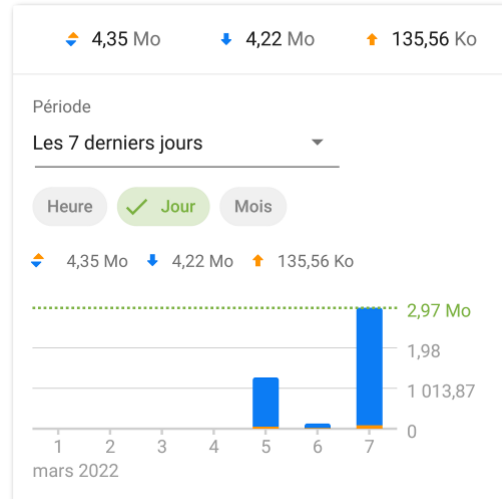 4,35 Mo 4,22 Mo 135,56 Ko
Période
Les 7 derniers jours
Heure Jour Mois
4,35 Mo 4,22 Mo 135,56 Ko
2,97 Mo
1,98
1 013,87
0
1 2 3 4 5 6 7
mars 2022